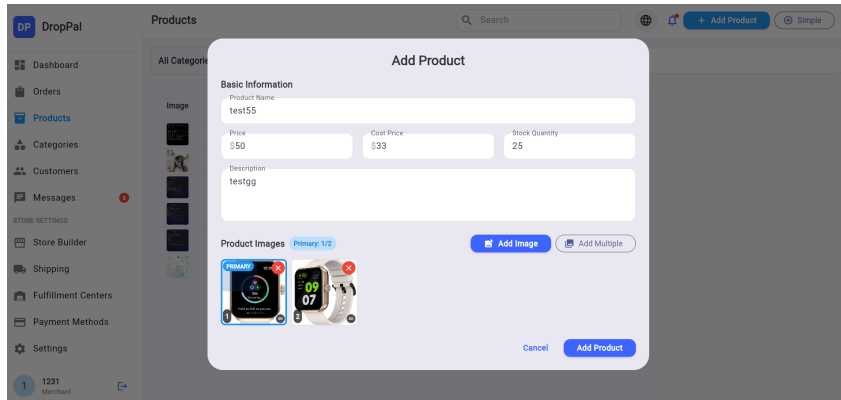 DP DropPal
Products
Search
+ Add Product
Simple
Dashboard
Orders
Products
Categories
Customers
Messages
STORE SETTINGS
Store Builder
Shipping
Fulfillment Centers
Payment Methods
Settings
1 1231
Merchant
All Categorie
Image
Add Product
Basic Information
Product Name
test55
Price
$50
Cost Price
$33
Stock Quantity
25
Description
testgg
Product Images
Primary: 1/2
Add Image
Add Multiple
PRIMARY
1
09
07
2
Cancel
Add Product